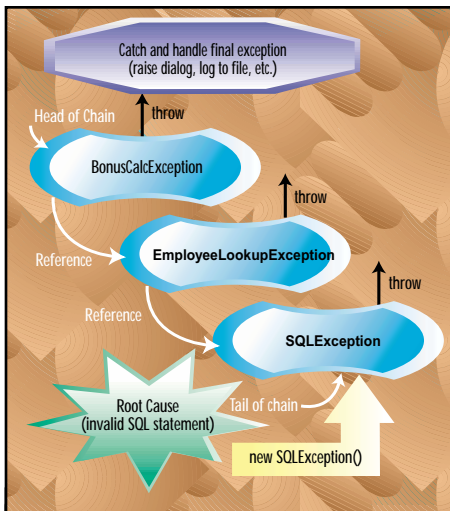 Catch and handle final exception
(raise dialog, log to file, etc.)
Head of Chain
throw
BonusCalcException
throw
Reference
EmployeeLookupException
throw
Reference
SQLException
Root Cause
(invalid SQL statement)
Tail of chain
new SQLException()